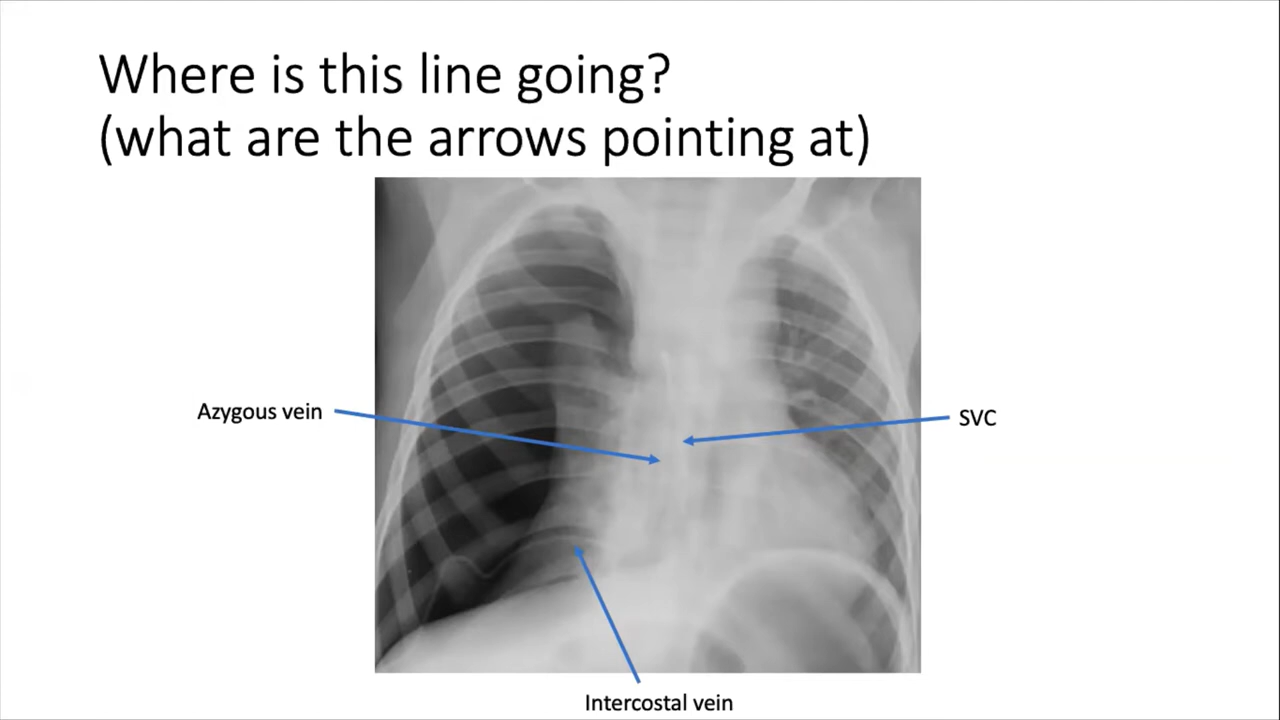 Where is this line going?
(what are the arrows pointing at)
Azygous vein
SVC
Intercostal vein